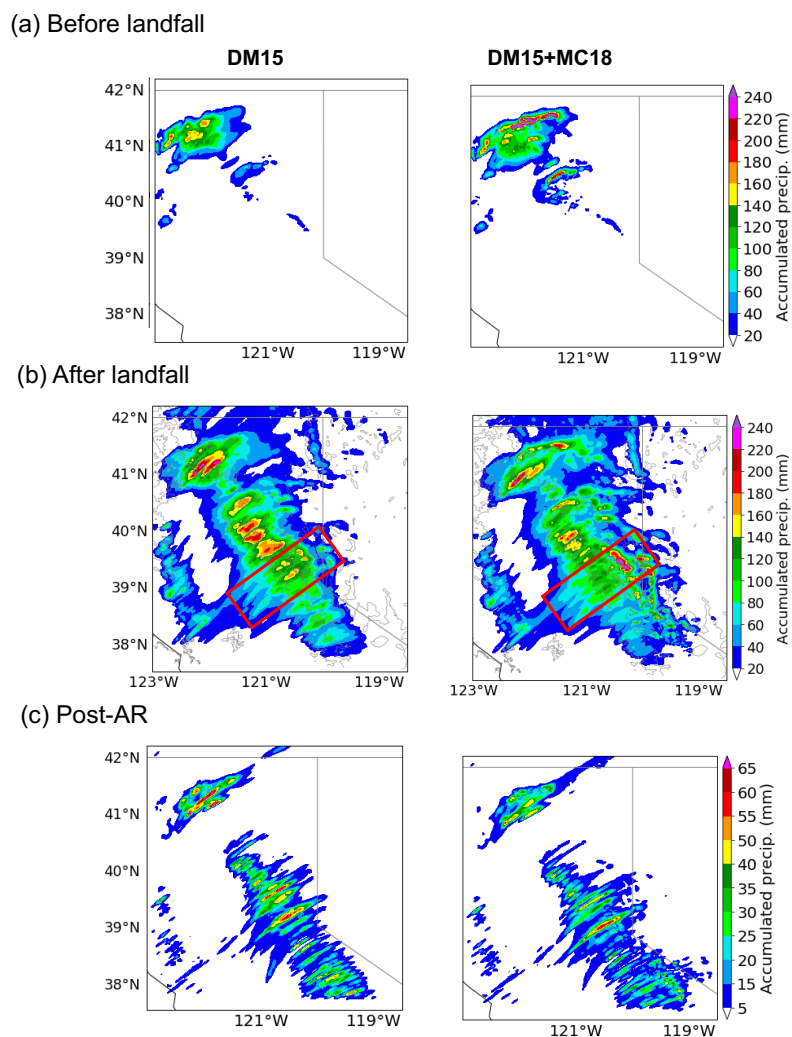 (a) Before landfall
DM15
DM15+MC18
42°N
41°N
40°N
39°N
38°N
121°W
119°W
121°W
119°W
240
220
200
180
160
140
120
100
80
60
40
20
Accumulated precip. (mm)
(b) After landfall
42°N
41°N
40°N
39°N
38°N
123°W
121°W
119°W
123°W
121°W
119°W
240
220
200
180
160
140
120
100
80
60
40
20
Accumulated precip. (mm)
(c) Post-AR
42°N
41°N
40°N
39°N
38°N
121°W
119°W
121°W
119°W
65
60
55
50
45
40
35
30
25
20
15
5
Accumulated precip. (mm)